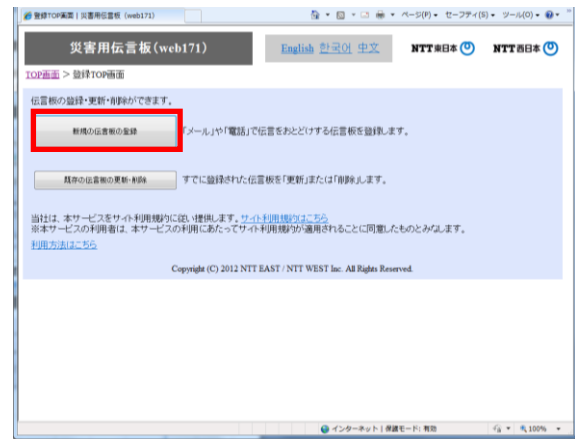 登録TOP画面 | 災害用伝言板 (web171)
ページ(P) セーフティ(S) ツール(O)
災害用伝言板(web171)
English 한국어 中文 NTT東日本 NTT西日本
TOP画面 > 登録TOP画面
伝言板の登録・更新・削除ができます。
新規の伝言板の登録 「メール」や「電話」で伝言をおとどけする伝言板を登録します。
既存の伝言板の更新・削除 すでに登録された伝言板を「更新」または「削除」します。
当社は、本サービスをサイト利用規約に従い提供します。サイト利用規約はこちら
※本サービスの利用者は、本サービスの利用にあたってサイト利用規約が適用されることに同意したものとみなします。
利用方法はこちら
Copyright (C) 2012 NTT EAST / NTT WEST Inc. All Rights Reserved.
インターネット | 保護モード: 有効 100%